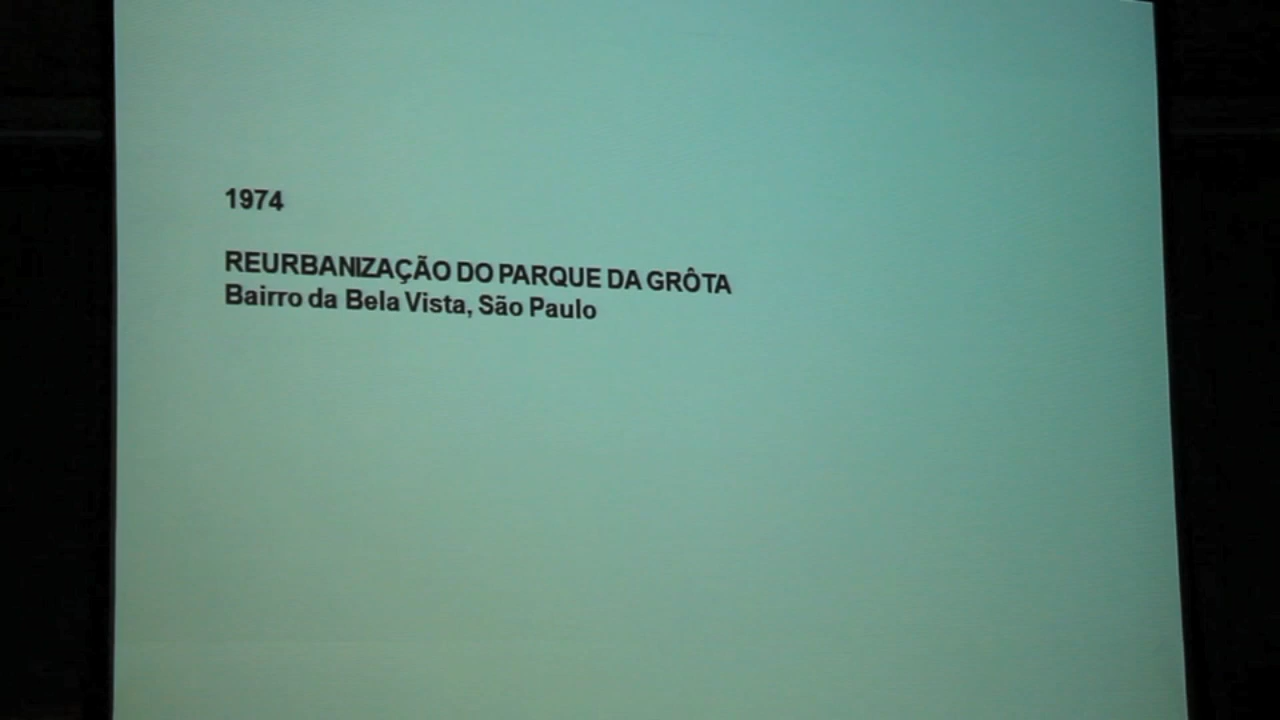 1974
REURBANIZAÇÃO DO PARQUE DA GRÔTA
Bairro da Bela Vista, São Paulo